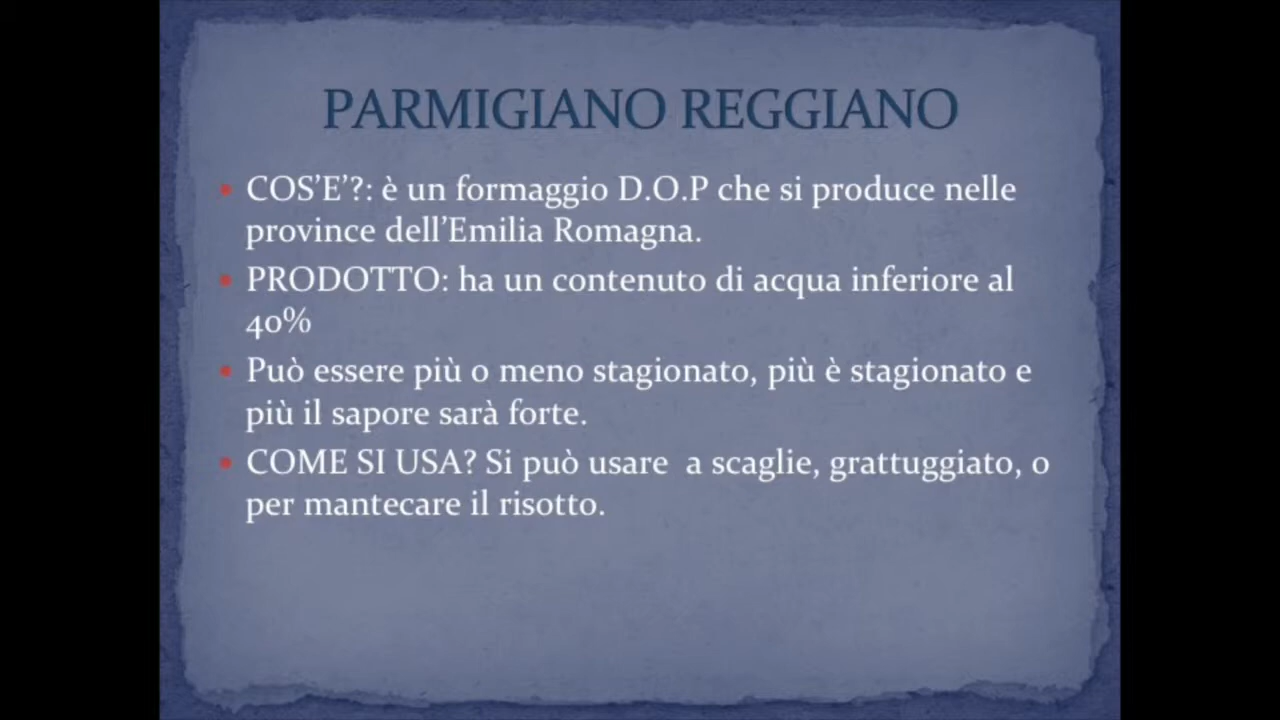 PARMIGIANO REGGIANO
COS’E’?: è un formaggio D.O.P che si produce nelle
province dell’Emilia Romagna.
PRODOTTO: ha un contenuto di acqua inferiore al
40%
Può essere più o meno stagionato, più è stagionato e
più il sapore sarà forte.
COME SI USA? Si può usare  a scaglie, grattuggiato, o
per mantecare il risotto.